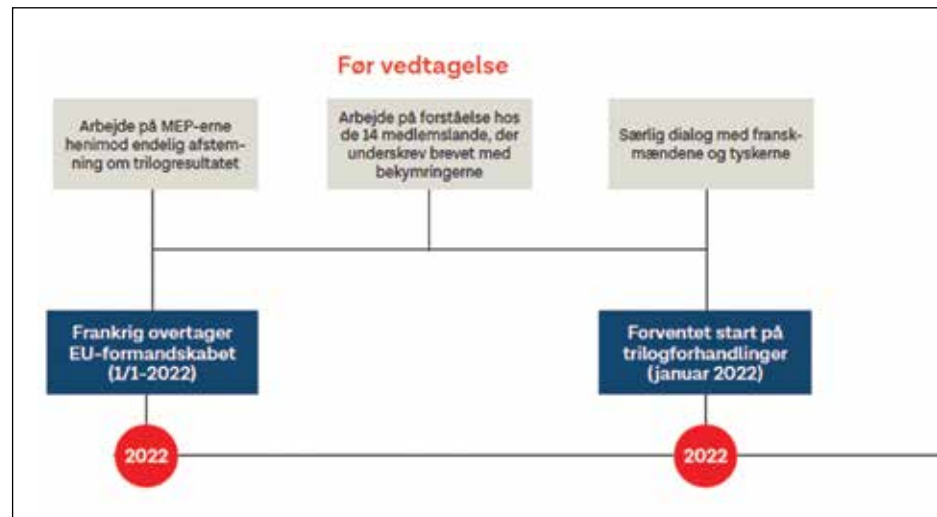 Før vedtagelse
Arbejde på MEP-erne
henimod endelig afstem-
ning om trilogresultatet
Arbejde på forståelse hos
de 14 medlemslande, der
underskrev brevet med
bekymringerne
Særlig dialog med fransk-
mændene og tyskerne
Frankrig overtager
EU-formandskabet
(1/1-2022)
Forventet start på
trilogforhandlinger
(januar 2022)
2022
2022